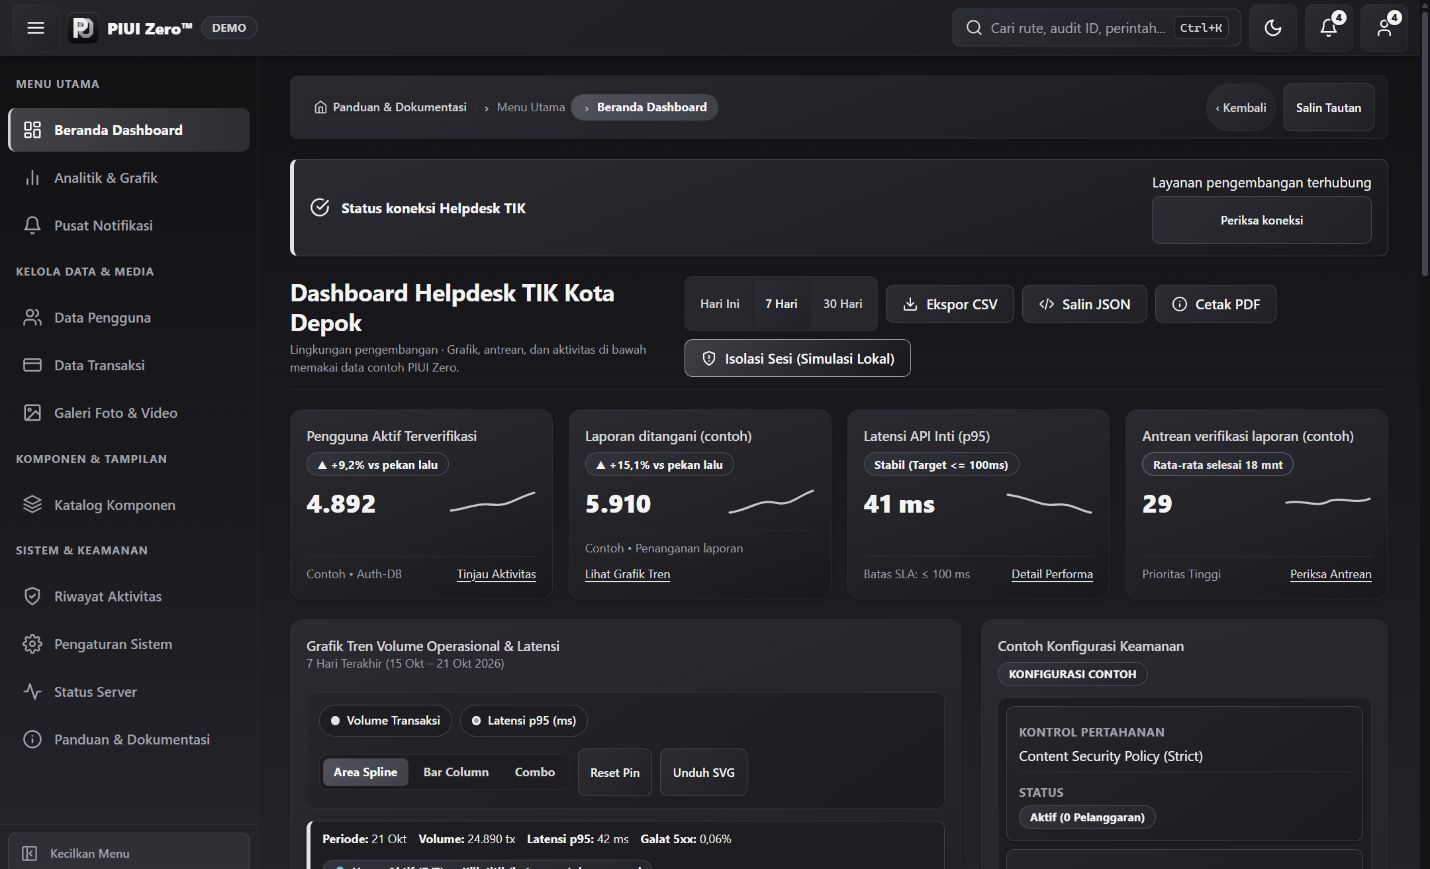 PIUI Zero™ DEMO
Cari rute, audit ID, perintah... Ctrl+K
4
4
MENU UTAMA
Beranda Dashboard
Analitik & Grafik
Pusat Notifikasi
KELOLA DATA & MEDIA
Data Pengguna
Data Transaksi
Galeri Foto & Video
KOMPONEN & TAMPILAN
Katalog Komponen
SISTEM & KEAMANAN
Riwayat Aktivitas
Pengaturan Sistem
Status Server
Panduan & Dokumentasi
Kecilkan Menu
Panduan & Dokumentasi › Menu Utama › Beranda Dashboard
‹ Kembali
Salin Tautan
Status koneksi Helpdesk TIK
Layanan pengembangan terhubung
Periksa koneksi
Dashboard Helpdesk TIK Kota
Depok
Lingkungan pengembangan · Grafik, antrean, dan aktivitas di bawah
memakai data contoh PIUI Zero.
Hari Ini 7 Hari 30 Hari
Ekspor CSV
Salin JSON
Cetak PDF
Isolasi Sesi (Simulasi Lokal)
Pengguna Aktif Terverifikasi
▲ +9,2% vs pekan lalu
4.892
Contoh • Auth-DB
Tinjau Aktivitas
Laporan ditangani (contoh)
▲ +15,1% vs pekan lalu
5.910
Contoh • Penanganan laporan
Lihat Grafik Tren
Latensi API Inti (p95)
Stabil (Target <= 100ms)
41 ms
Batas SLA: ≤ 100 ms
Detail Performa
Antrean verifikasi laporan (contoh)
Rata-rata selesai 18 mnt
29
Prioritas Tinggi
Periksa Antrean
Grafik Tren Volume Operasional & Latensi
7 Hari Terakhir (15 Okt – 21 Okt 2026)
Volume Transaksi
Latensi p95 (ms)
Area Spline Bar Column Combo
Reset Pin
Unduh SVG
Periode: 21 Okt Volume: 24.890 tx Latensi p95: 42 ms Galat 5xx: 0,06%
Contoh Konfigurasi Keamanan
KONFIGURASI CONTOH
KONTROL PERTAHANAN
Content Security Policy (Strict)
STATUS
Aktif (0 Pelanggaran)